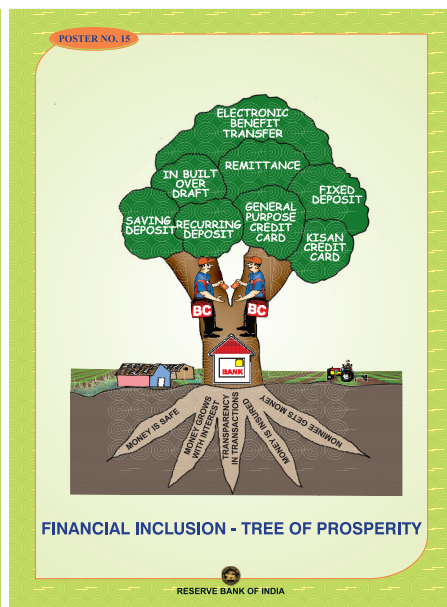 POSTER NO. 15
ELECTRONIC
BENEFIT
TRANSFER
REMITTANCE
IN BUILT
OVER
DRAFT
FIXED
DEPOSIT
SAVING
DEPOSIT
RECURRING
DEPOSIT
GENERAL
PURPOSE
CREDIT
CARD
KISAN
CREDIT
CARD
BC
BC
BANK
MONEY IS SAFE
MONEY GROWS
WITH INTEREST
TRANSPARENCY
IN TRANSACTIONS
MONEY IS INSURED
NOMINEE GETS MONEY
FINANCIAL INCLUSION - TREE OF PROSPERITY
RESERVE BANK OF INDIA